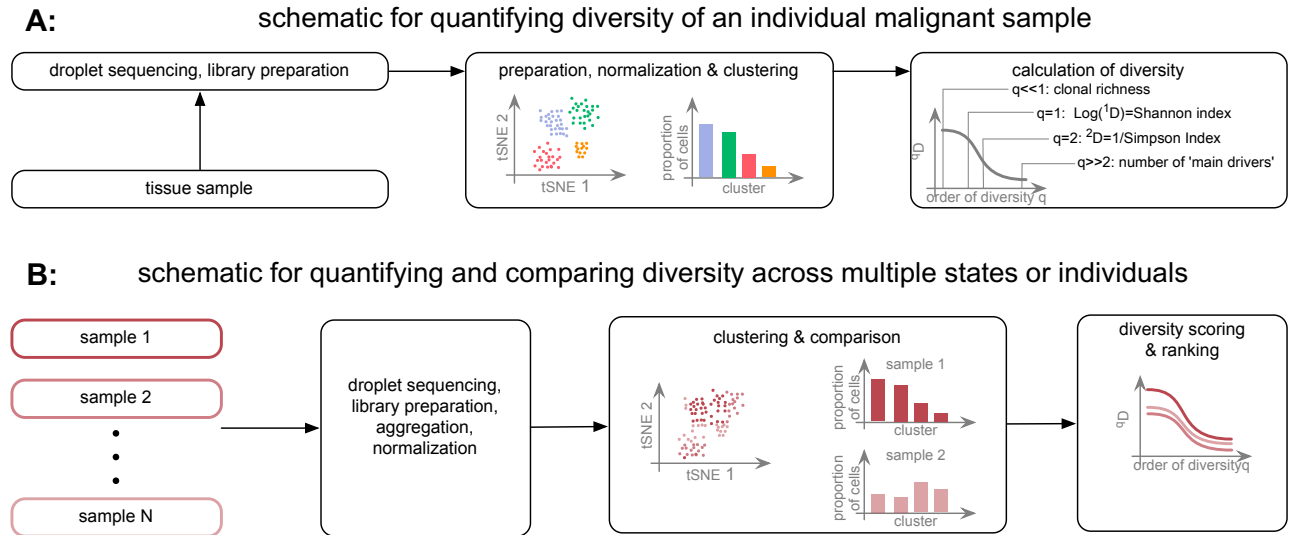 A:
schematic for quantifying diversity of an individual malignant sample
droplet sequencing, library preparation
tissue sample
preparation, normalization & clustering
tSNE 2
tSNE 1
proportion
of cells
cluster
calculation of diversity
q<<1: clonal richness
q=1: Log(¹D)=Shannon index
q=2: ²D=1/Simpson Index
q>>2: number of 'main drivers'
qD
order of diversity q
B:
schematic for quantifying and comparing diversity across multiple states or individuals
sample 1
sample 2
sample N
droplet sequencing,
library preparation,
aggregation,
normalization
clustering & comparison
tSNE 2
tSNE 1
sample 1
proportion
of cells
cluster
sample 2
proportion
of cells
cluster
diversity scoring
& ranking
qD
order of diversityq